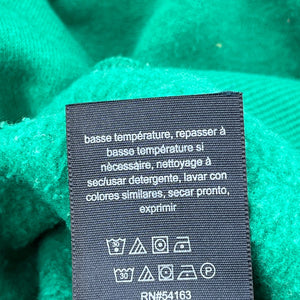 basse température, repasser à
basse température si
nécessaire, nettoyage à
sec/usar detergente, lavar con
colores similares, secar pronto,
exprimir
30
RN#54163